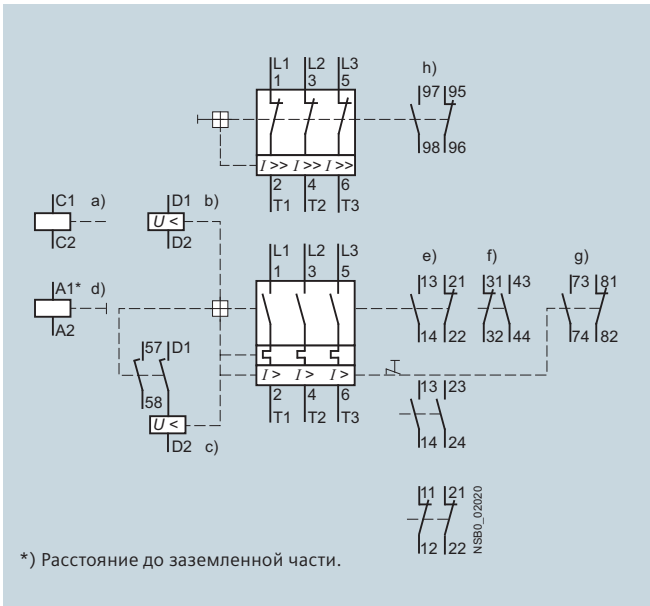 L1 L2 L3 h)
1 3 5 97 95
98 96
I >> I >> I >>
2 4 6
T1 T2 T3
C1 a) D1 b)
U <
C2 D2
L1 L2 L3 e) f) g)
1 3 5 13 21 31 43 73 81
A1* d)
A2
14 22 32 44 74 82
57 D1
I > I > I >
58 2 4 6
T1 T2 T3
13 23
U <
D2 c)
14 24
11 21
12 22
NSB0_02020
*) Расстояние до заземленной части.